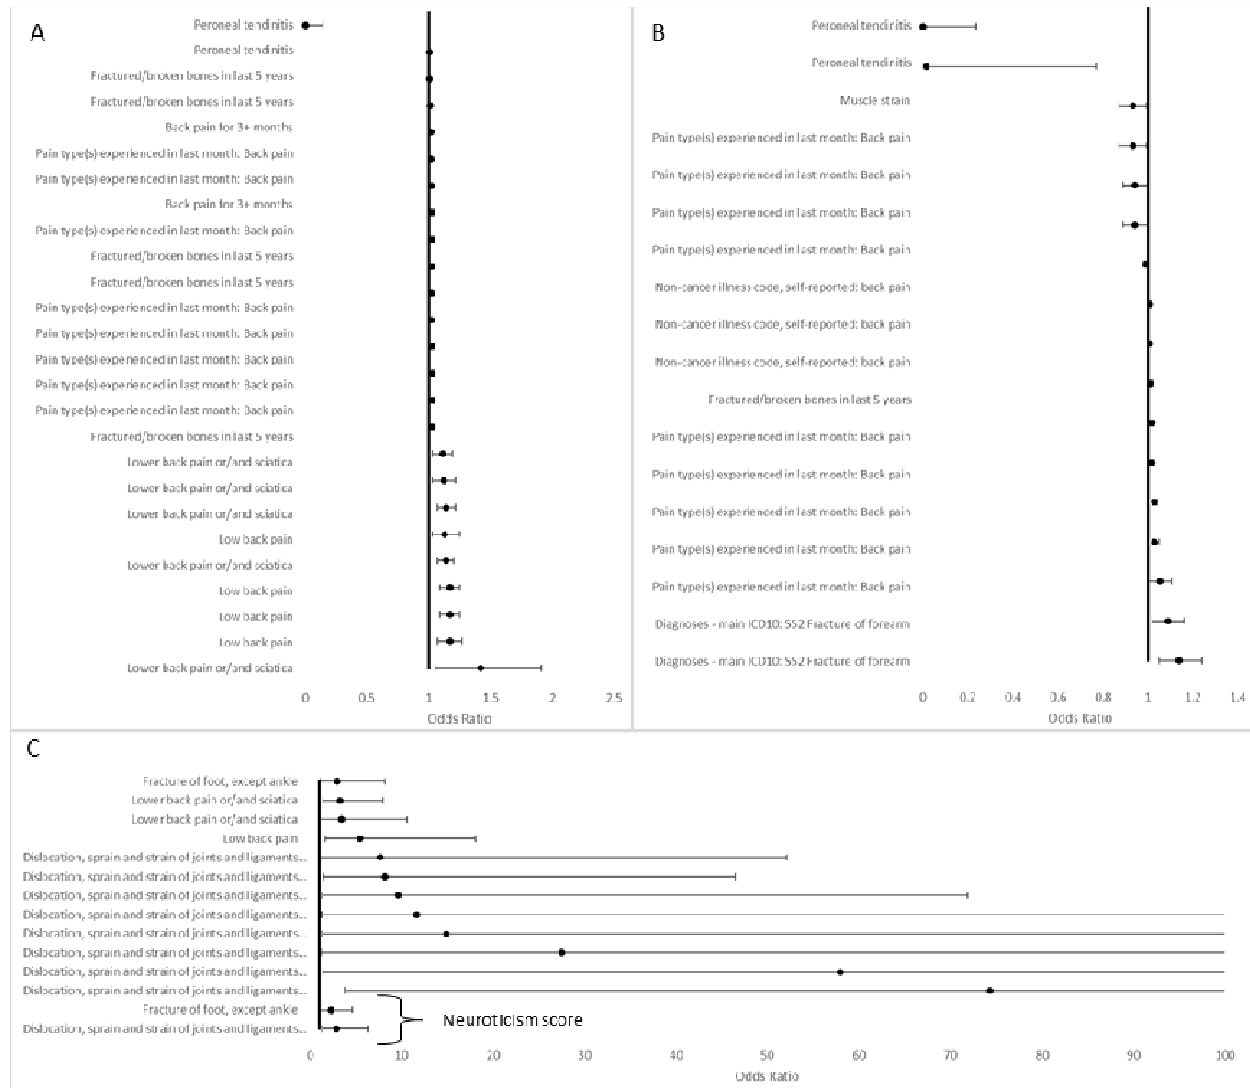 A
Peroneal tendinitis
Peroneal tendinitis
Fractured/broken bones in last 5 years
Fractured/broken bones in last 5 years
Back pain for 3+ months
Pain type(s) experienced in last month: Back pain
Pain type(s) experienced in last month: Back pain
Back pain for 3+ months
Pain type(s) experienced in last month: Back pain
Fractured/broken bones in last 5 years
Fractured/broken bones in last 5 years
Pain type(s) experienced in last month: Back pain
Pain type(s) experienced in last month: Back pain
Pain type(s) experienced in last month: Back pain
Pain type(s) experienced in last month: Back pain
Pain type(s) experienced in last month: Back pain
Fractured/broken bones in last 5 years
Lower back pain or/and sciatica
Lower back pain or/and sciatica
Lower back pain or/and sciatica
Low back pain
Lower back pain or/and sciatica
Low back pain
Low back pain
Low back pain
Lower back pain or/and sciatica
0 0.5 1 1.5 2 2.5
Odds Ratio
B
Peroneal tendinitis
Peroneal tendinitis
Muscle strain
Pain type(s) experienced in last month: Back pain
Pain type(s) experienced in last month: Back pain
Pain type(s) experienced in last month: Back pain
Pain type(s) experienced in last month: Back pain
Non-cancer illness code, self-reported: back pain
Non-cancer illness code, self-reported: back pain
Non-cancer illness code, self-reported: back pain
Fractured/broken bones in last 5 years
Pain type(s) experienced in last month: Back pain
Pain type(s) experienced in last month: Back pain
Pain type(s) experienced in last month: Back pain
Pain type(s) experienced in last month: Back pain
Pain type(s) experienced in last month: Back pain
Diagnoses - main ICD10: S52 Fracture of forearm
Diagnoses - main ICD10: S52 Fracture of forearm
0 0.2 0.4 0.6 0.8 1 1.2 1.4
Odds Ratio
C
Fracture of foot, except ankle
Lower back pain or/and sciatica
Lower back pain or/and sciatica
Low back pain
Dislocation, sprain and strain of joints and ligaments...
Dislocation, sprain and strain of joints and ligaments...
Dislocation, sprain and strain of joints and ligaments...
Dislocation, sprain and strain of joints and ligaments...
Dislocation, sprain and strain of joints and ligaments...
Dislocation, sprain and strain of joints and ligaments...
Dislocation, sprain and strain of joints and ligaments...
Dislocation, sprain and strain of joints and ligaments...
Fracture of foot, except ankle
Dislocation, sprain and strain of joints and ligaments...
Neuroticism score
0 10 20 30 40 50 60 70 80 90 100
Odds Ratio